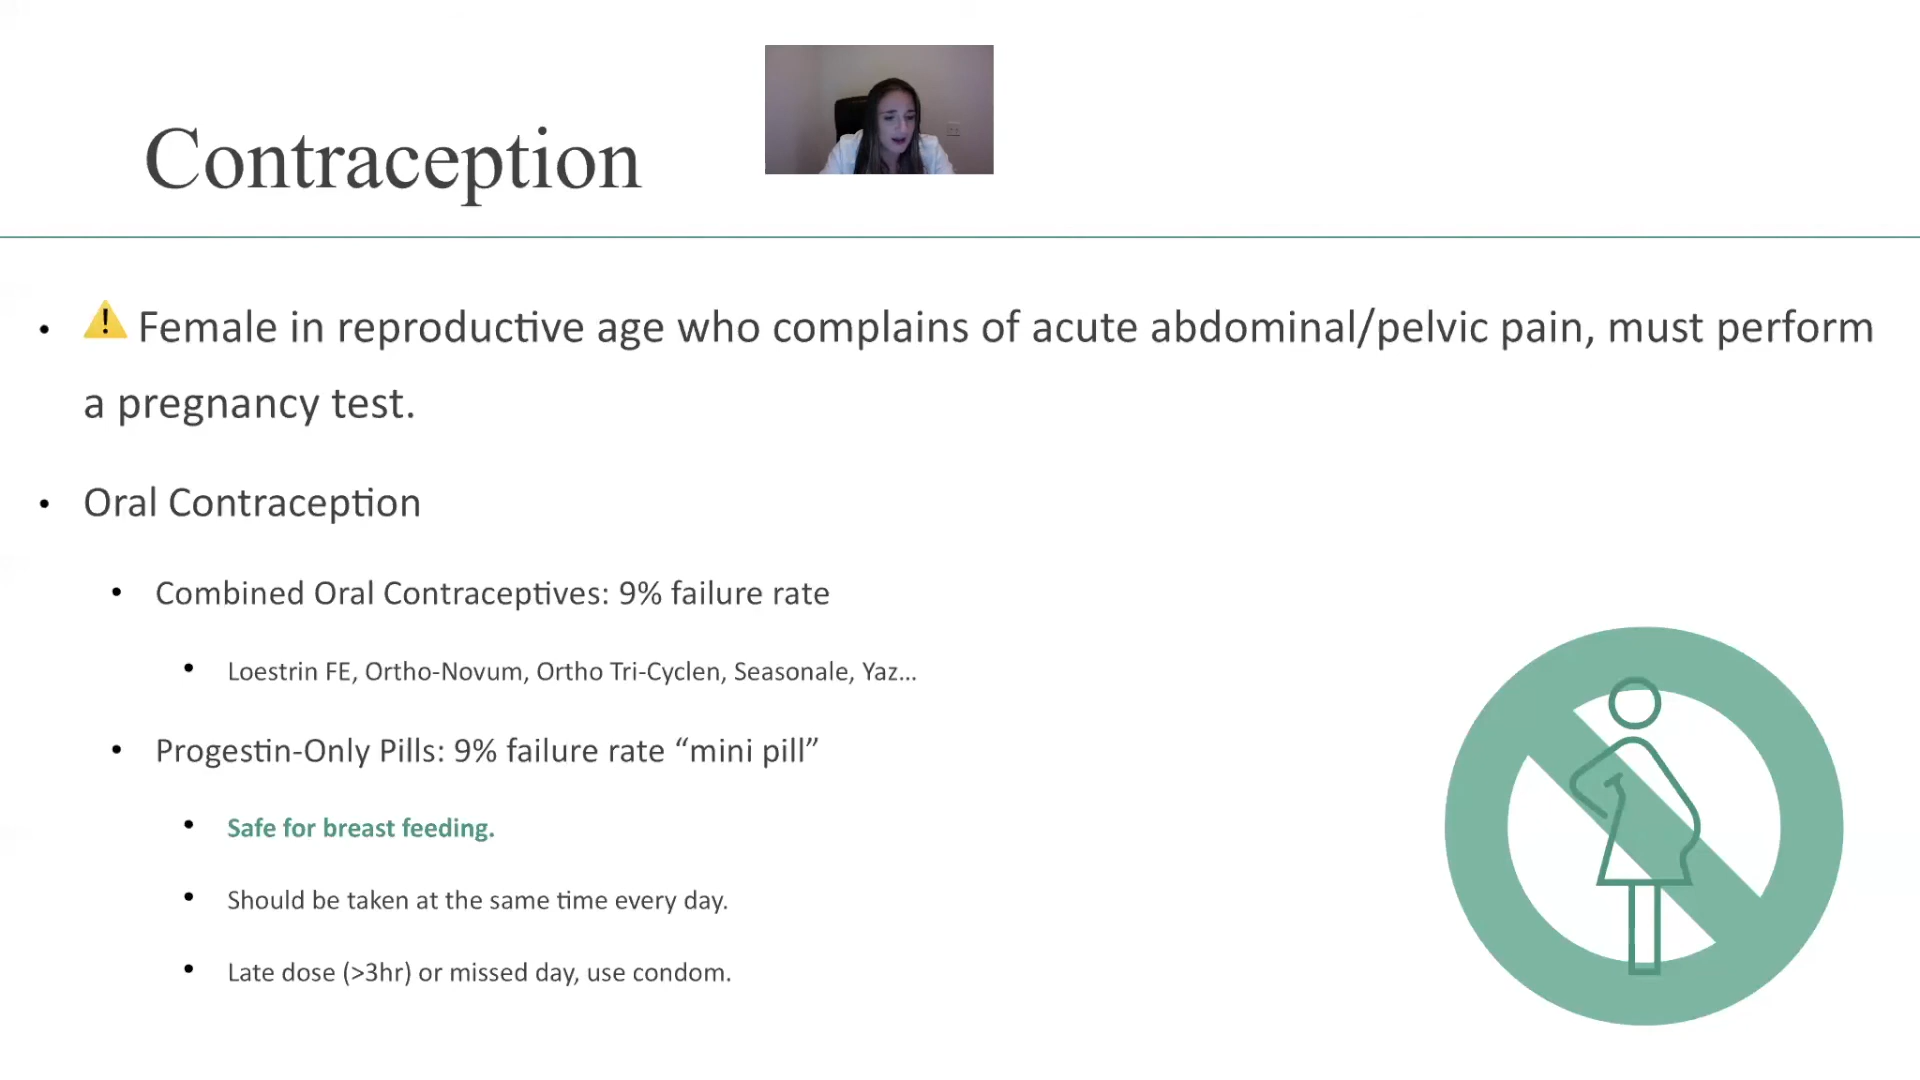 Contraception
• ⚠ Female in reproductive age who complains of acute abdominal/pelvic pain, must perform
a pregnancy test.
• Oral Contraception
• Combined Oral Contraceptives: 9% failure rate
• Loestrin FE, Ortho-Novum, Ortho Tri-Cyclen, Seasonale, Yaz...
• Progestin-Only Pills: 9% failure rate “mini pill”
• Safe for breast feeding.
• Should be taken at the same time every day.
• Late dose (>3hr) or missed day, use condom.